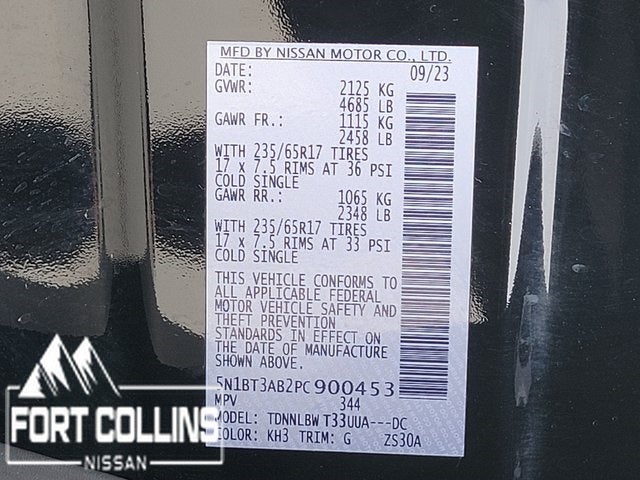 MFD BY NISSAN MOTOR CO., LTD.
DATE: 09/23
GVWR: 2125 KG
4685 LB
GAWR FR.: 1115 KG
2458 LB
WITH 235/65R17 TIRES
17 x 7.5 RIMS AT 36 PSI
COLD SINGLE
GAWR RR.: 1065 KG
2348 LB
WITH 235/65R17 TIRES
17 x 7.5 RIMS AT 33 PSI
COLD SINGLE
THIS VEHICLE CONFORMS TO
ALL APPLICABLE FEDERAL
MOTOR VEHICLE SAFETY AND
THEFT PREVENTION
STANDARDS IN EFFECT ON
THE DATE OF MANUFACTURE
SHOWN ABOVE.
5N1BT3AB2PC900453
MPV 344
MODEL: TDNNLBW T33UUA---DC
COLOR: KH3 TRIM: G ZS30A
FORT COLLINS
NISSAN